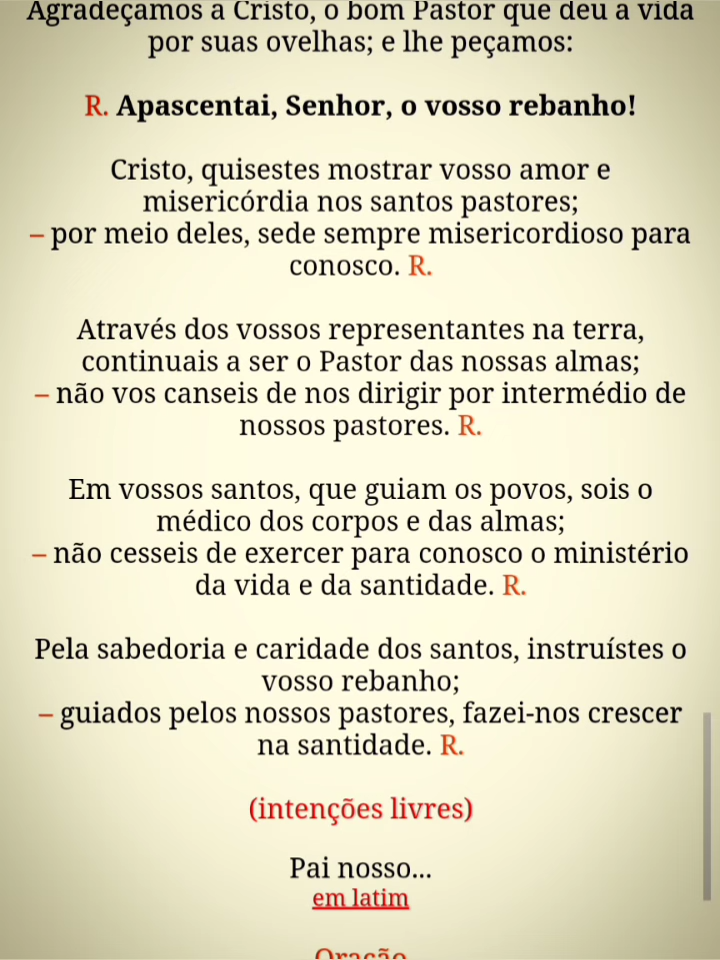 Agradeçamos a Cristo, o bom Pastor que deu a vida
por suas ovelhas; e lhe peçamos:
R. Apascentai, Senhor, o vosso rebanho!
Cristo, quisestes mostrar vosso amor e
misericórdia nos santos pastores;
– por meio deles, sede sempre misericordioso para
conosco. R.
Através dos vossos representantes na terra,
continuais a ser o Pastor das nossas almas;
– não vos canseis de nos dirigir por intermédio de
nossos pastores. R.
Em vossos santos, que guiam os povos, sois o
médico dos corpos e das almas;
– não cesseis de exercer para conosco o ministério
da vida e da santidade. R.
Pela sabedoria e caridade dos santos, instruístes o
vosso rebanho;
– guiados pelos nossos pastores, fazei-nos crescer
na santidade. R.
(intenções livres)
Pai nosso...
em latim
Oração